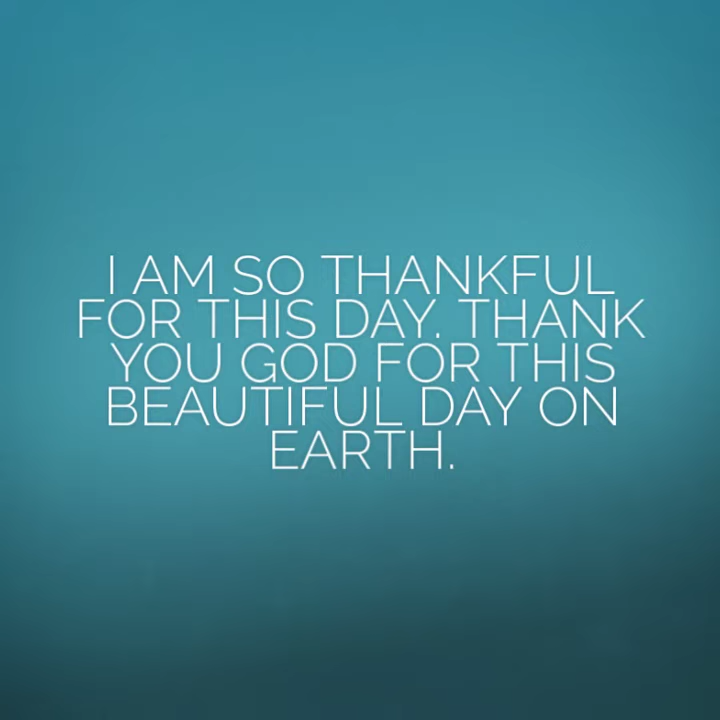 I AM SO THANKFUL
FOR THIS DAY. THANK
YOU GOD FOR THIS
BEAUTIFUL DAY ON
EARTH.